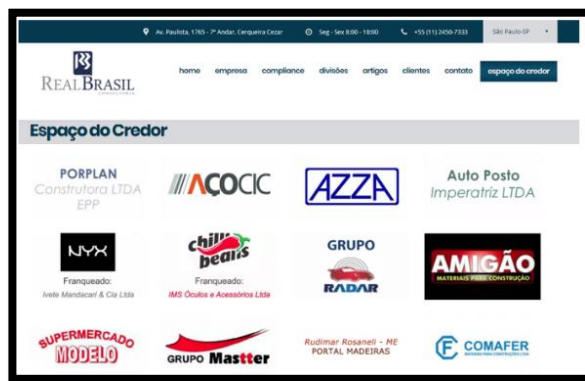 Av. Paulista, 1765 - 7º Andar, Cerqueira Cezar
Seg - Sex 8:00 - 18:00
+55 (11) 2450-7333
São Paulo-SP
REALBRASIL
CONSULTORIA
home empresa compliance divisões artigos clientes contato espaço do credor
Espaço do Credor
PORPLAN
Construtora LTDA
EPP
AÇOCIC
AZZA
Auto Posto
Imperatriz LTDA
NYX
Franqueado:
Ivete Mandacari & Cia Ltda
chilli
beans
Franqueado:
IMS Óculos e Acessórios Ltda
GRUPO
RADAR
AMIGÃO
MATERIAIS PARA CONSTRUÇÃO
SUPERMERCADO
MODELO
GRUPO Mastter
Rudimar Rosaneli - ME
PORTAL MADEIRAS
COMAFER